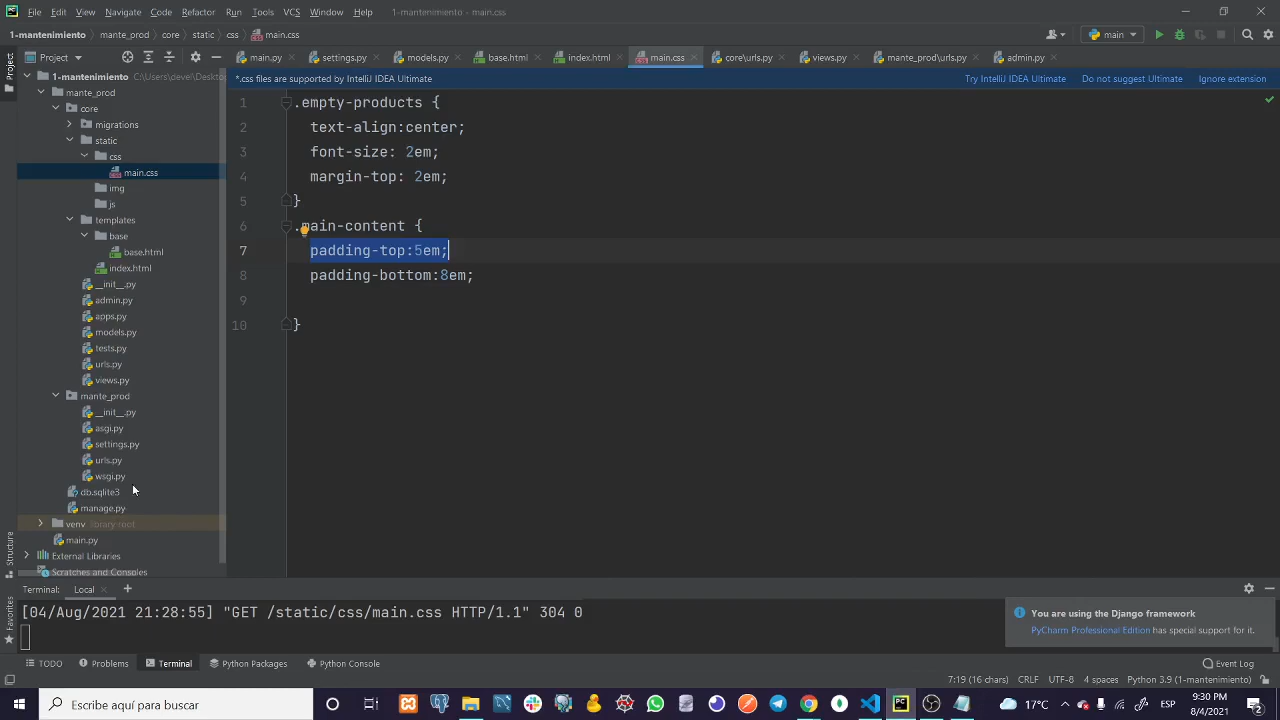 File Edit View Navigate Code Refactor Run Tools VCS Window Help 1-mantenimiento - main.css
1-mantenimiento mante_prod core static css main.css main
Project main.py settings.py models.py base.html index.html main.css core\urls.py views.py mante_prod\urls.py admin.py
*.css files are supported by IntelliJ IDEA Ultimate Try IntelliJ IDEA Ultimate Do not suggest Ultimate Ignore extension
1-mantenimiento C:\Users\deve\Deskto
mante_prod
core
migrations
static
css
main.css
img
js
templates
base
base.html
index.html
__init__.py
admin.py
apps.py
models.py
tests.py
urls.py
views.py
mante_prod
__init__.py
asgi.py
settings.py
urls.py
wsgi.py
db.sqlite3
manage.py
venv library root
main.py
External Libraries
Scratches and Consoles
Project
Structure
Favorites
1 .empty-products {
2 text-align:center;
3 font-size: 2em;
4 margin-top: 2em;
5 }
6 .main-content {
7 padding-top:5em;
8 padding-bottom:8em;
9
10 }
Terminal: Local +
[04/Aug/2021 21:28:55] "GET /static/css/main.css HTTP/1.1" 304 0
You are using the Django framework
PyCharm Professional Edition has special support for it.
TODO Problems Terminal Python Packages Python Console Event Log
7:19 (16 chars) CRLF UTF-8 4 spaces Python 3.9 (1-mantenimiento)
Escribe aquí para buscar 17°C ESP 9:30 PM
8/4/2021 2